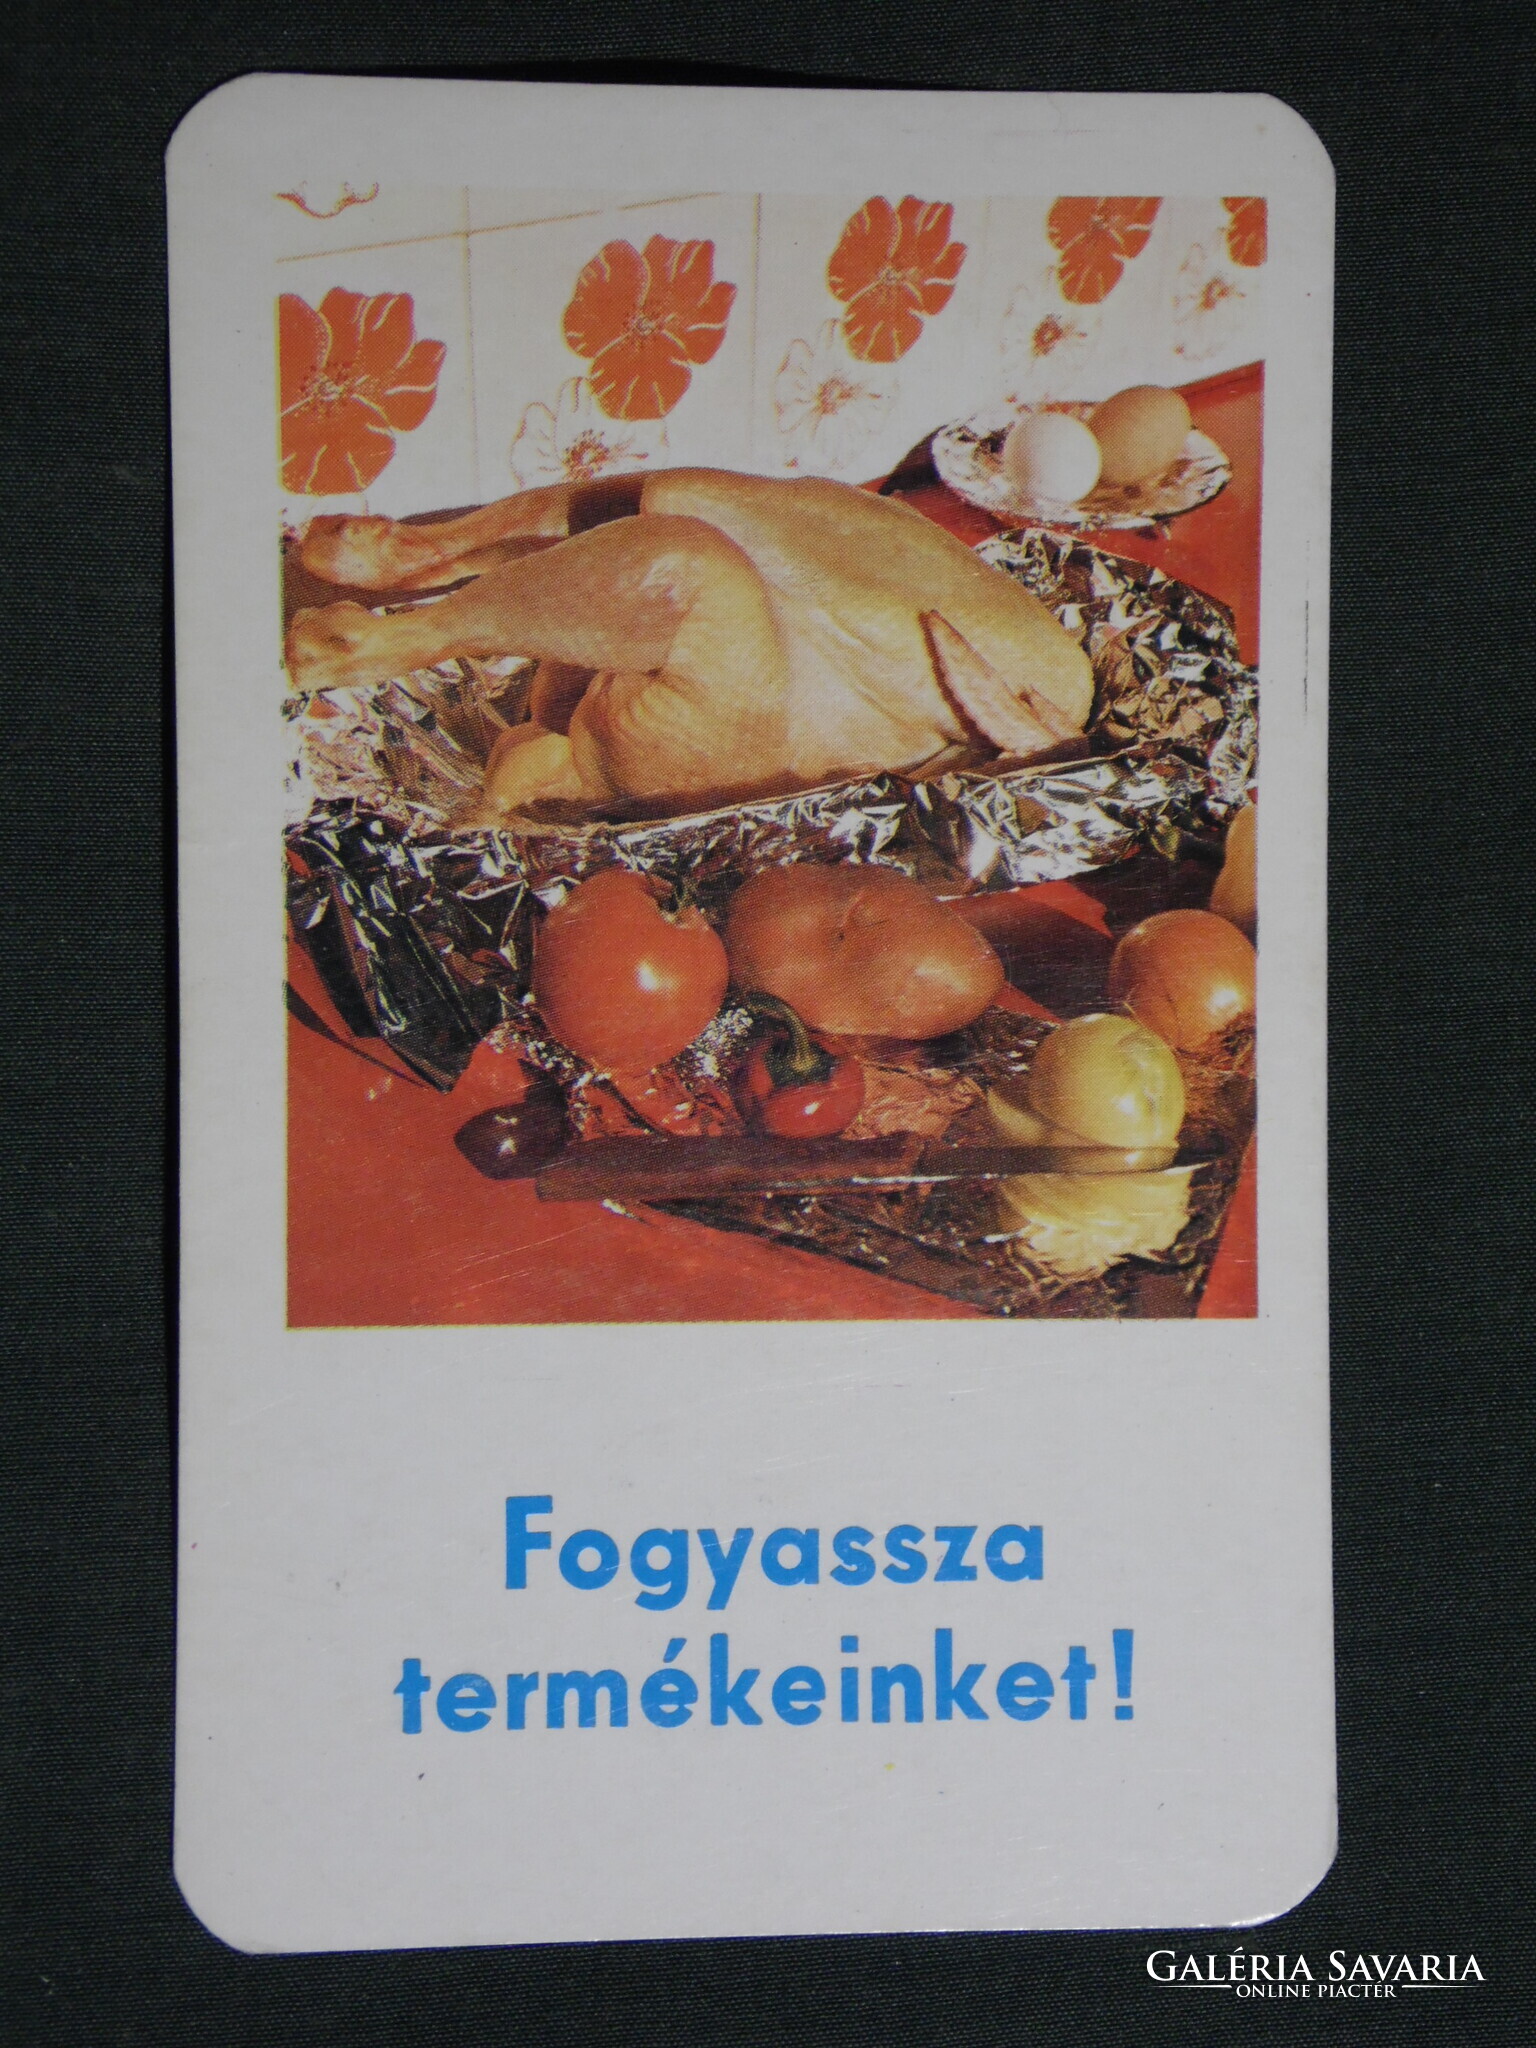 Fogyassza
termékeinket!
GALÉRIA SAVARIA
ONLINE PIACTÉR